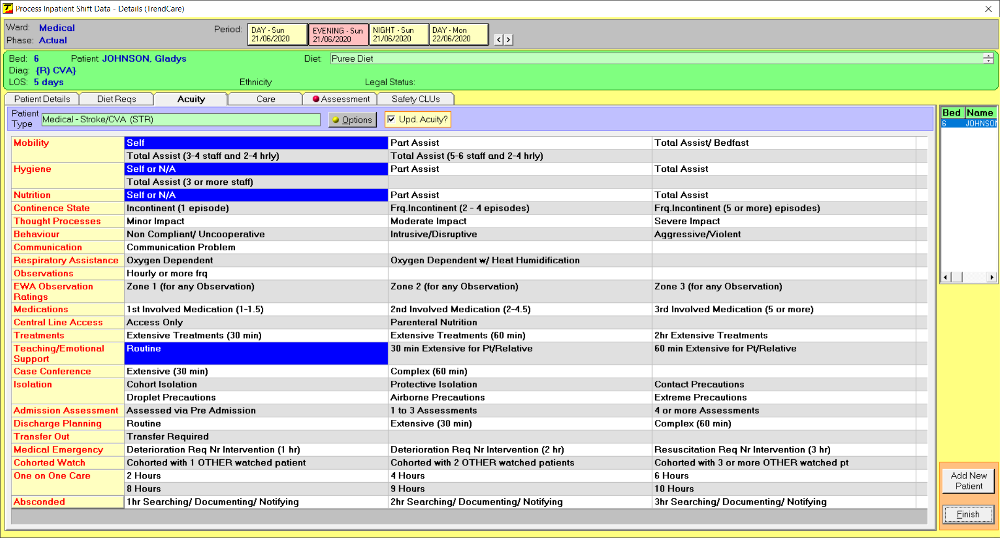 Process Inpatient Shift Data - Details (TrendCare)
Ward: Medical
Phase: Actual
Period:
DAY - Sun
21/06/2020
EVENING - Sun
21/06/2020
NIGHT - Sun
21/06/2020
DAY - Mon
22/06/2020
Bed: 6 Patient: JOHNSON, Gladys Diet: Puree Diet
Diag: {R) CVA}
LOS: 5 days Ethnicity Legal Status:
Patient Details Diet Reqs Acuity Care Assessment Safety CLUs
Patient Type Medical - Stroke/CVA (STR) Options Upd. Acuity?
Bed Name
6 JOHNSON
Mobility Self Part Assist Total Assist/ Bedfast
Total Assist (3-4 staff and 2-4 hrly) Total Assist (5-6 staff and 2-4 hrly)
Hygiene Self or N/A Part Assist Total Assist
Total Assist (3 or more staff)
Nutrition Self or N/A Part Assist Total Assist
Continence State Incontinent (1 episode) Frq.Incontinent (2 - 4 episodes) Frq.Incontinent (5 or more) episodes)
Thought Processes Minor Impact Moderate Impact Severe Impact
Behaviour Non Compliant/ Uncooperative Intrusive/Disruptive Aggressive/Violent
Communication Communication Problem
Respiratory Assistance Oxygen Dependent Oxygen Dependent w/ Heat Humidification
Observations Hourly or more frq
EWA Observation Ratings Zone 1 (for any Observation) Zone 2 (for any Observation) Zone 3 (for any Observation)
Medications 1st Involved Medication (1-1.5) 2nd Involved Medication (2-4.5) 3rd Involved Medication (5 or more)
Central Line Access Access Only Parenteral Nutrition
Treatments Extensive Treatments (30 min) Extensive Treatments (60 min) 2hr Extensive Treatments
Teaching/Emotional Support Routine 30 min Extensive for Pt/Relative 60 min Extensive for Pt/Relative
Case Conference Extensive (30 min) Complex (60 min)
Isolation Cohort Isolation Protective Isolation Contact Precautions
Droplet Precautions Airborne Precautions Extreme Precautions
Admission Assessment Assessed via Pre Admission 1 to 3 Assessments 4 or more Assessments
Discharge Planning Routine Extensive (30 min) Complex (60 min)
Transfer Out Transfer Required
Medical Emergency Deterioration Req Nr Intervention (1 hr) Deterioration Req Nr Intervention (2 hr) Resuscitation Req Nr Intervention (3 hr)
Cohorted Watch Cohorted with 1 OTHER watched patient Cohorted with 2 OTHER watched patients Cohorted with 3 or more OTHER watched pt
One on One Care 2 Hours 4 Hours 6 Hours
8 Hours 9 Hours 10 Hours
Absconded 1hr Searching/ Documenting/ Notifying 2hr Searching/ Documenting/ Notifying 3hr Searching/ Documenting/ Notifying
Add New
Patient
Finish